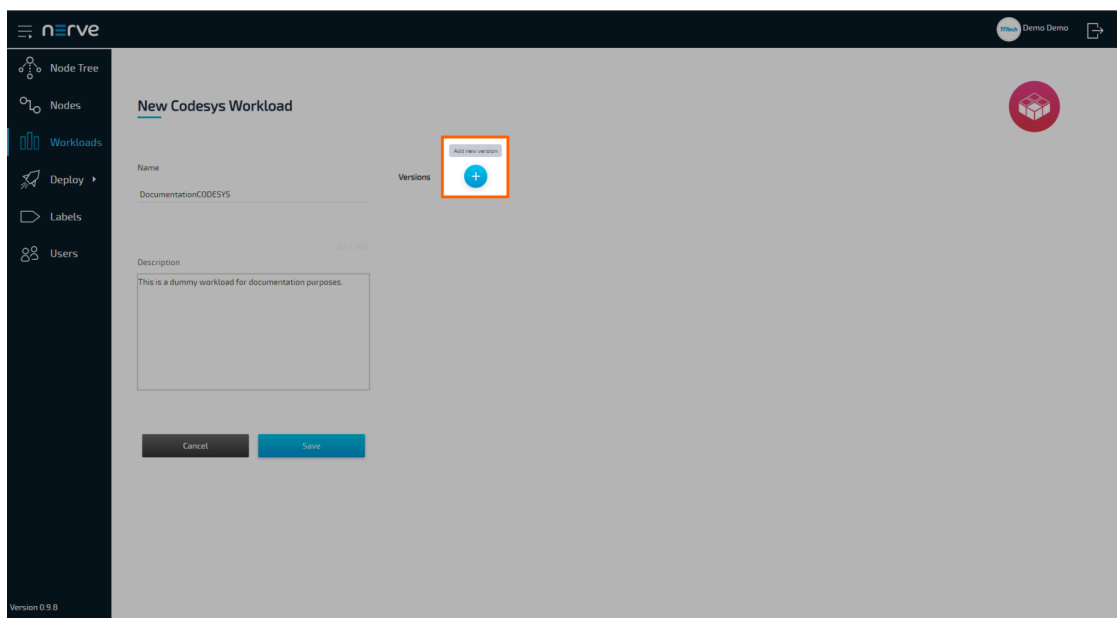 nerve
TTTech
Demo Demo
Node Tree
Nodes
Workloads
Deploy
Labels
Users
Version 0.9.8
New Codesys Workload
Name
DocumentationCODESYS
Description
This is a dummy workload for documentation purposes.
Cancel
Save
Add new version
Versions
+